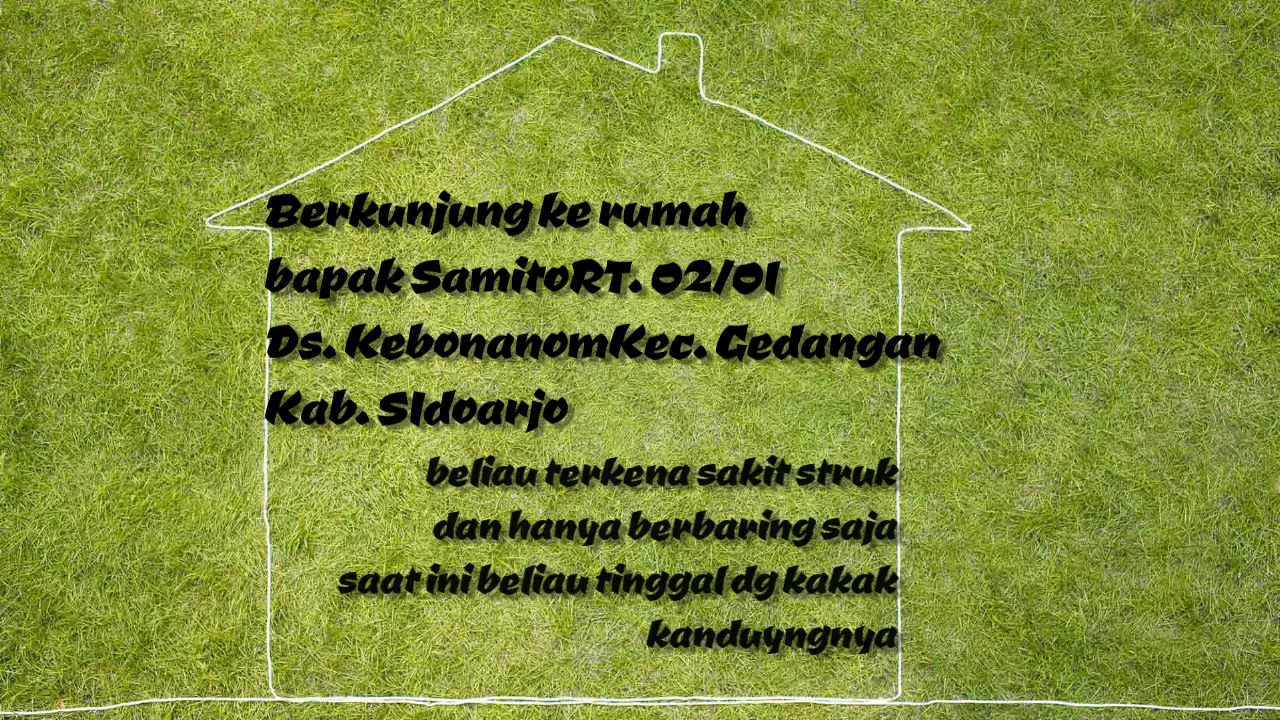 Berkunjung ke rumah
bapak SamitoRT. 02/01
Ds. KebonanomKec. Gedangan
Kab. SIdoarjo
beliau terkena sakit struk
dan hanya berbaring saja
saat ini beliau tinggal dg kakak
kanduyngnya